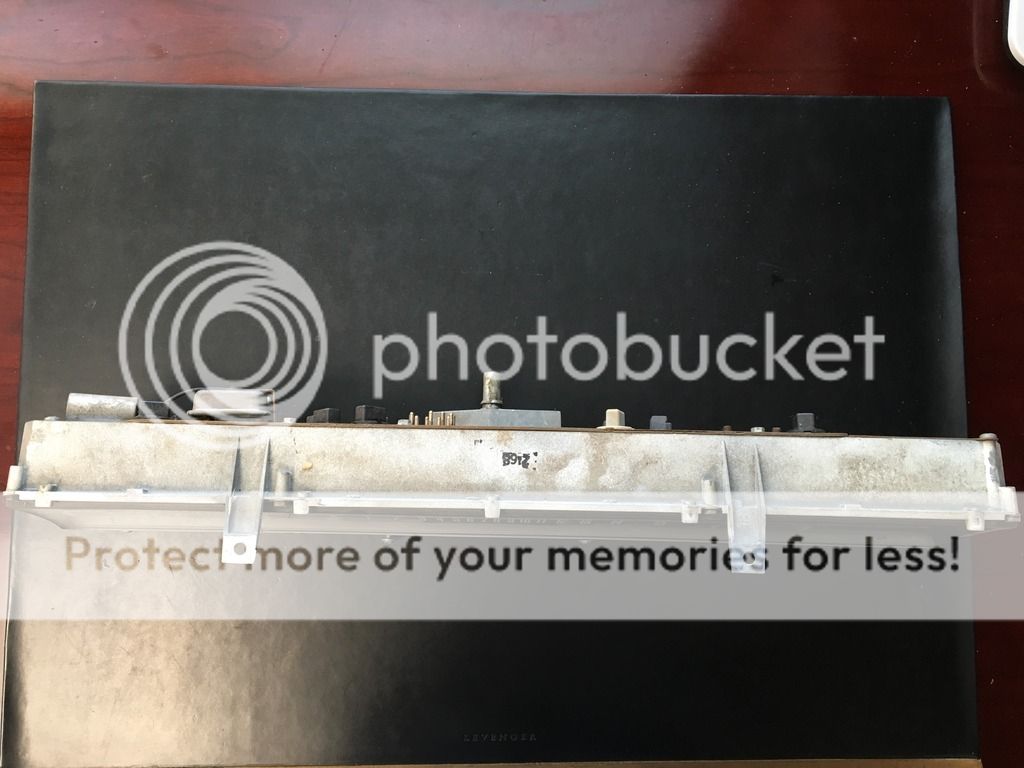 photobucket
Protect more of your memories for less!
LEVENGER